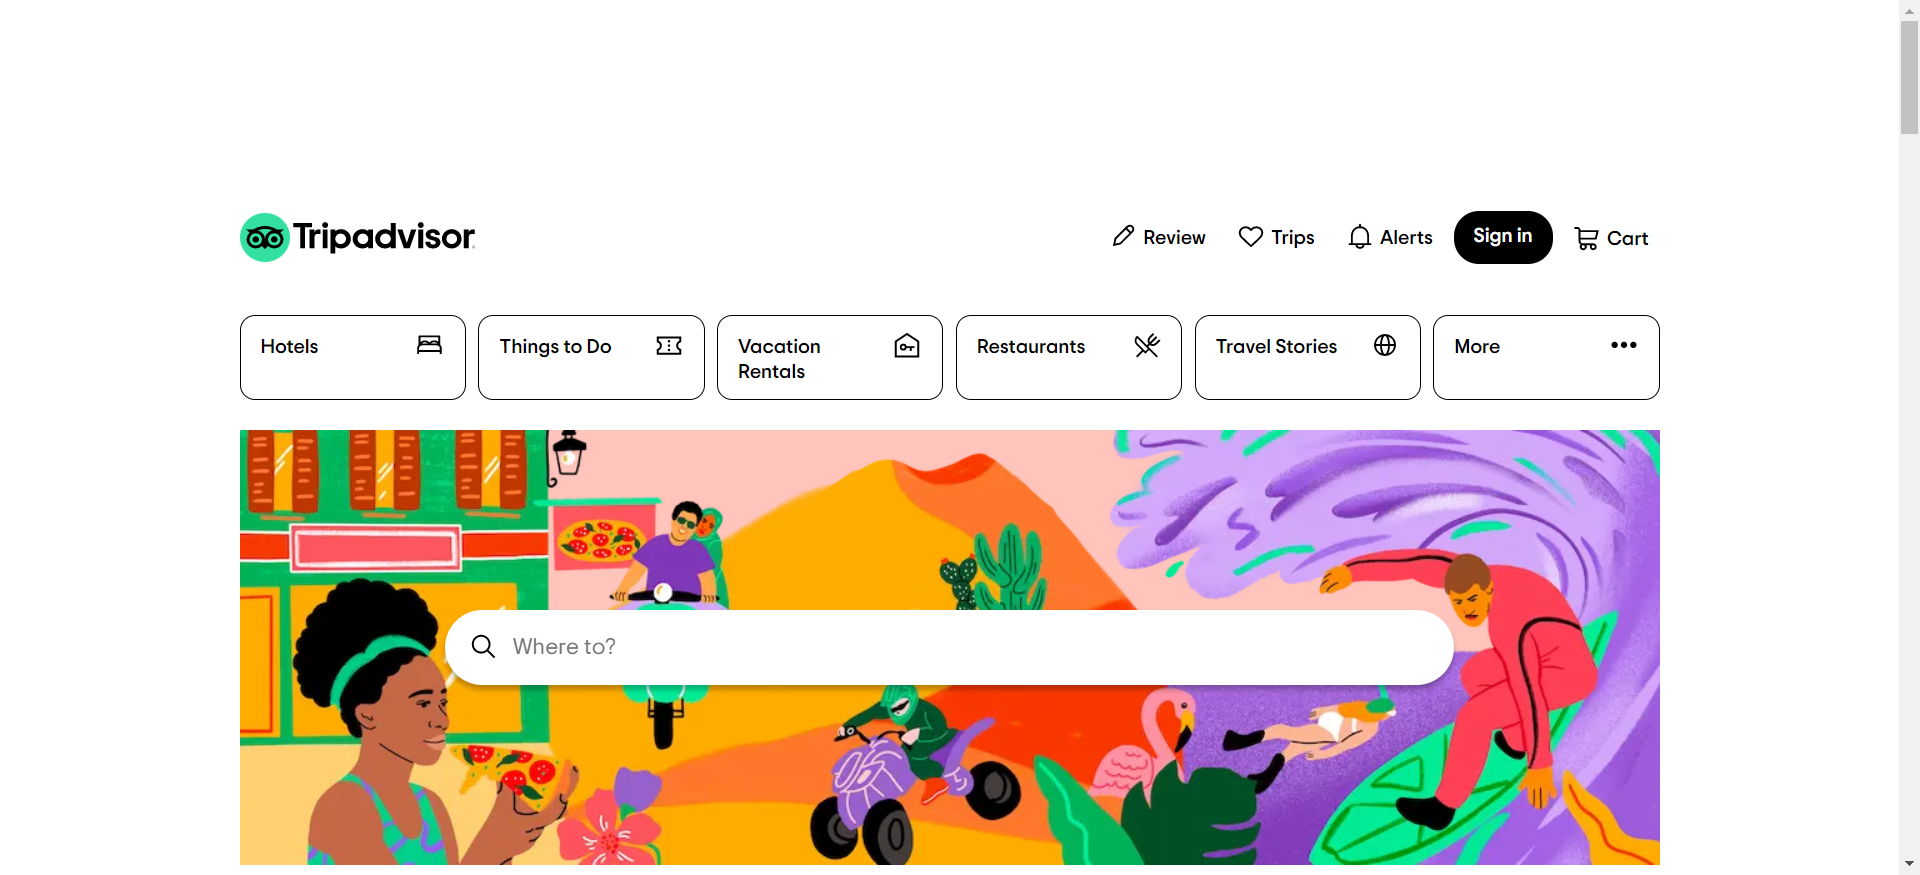 Tripadvisor
Review
Trips
Alerts
Sign in
Cart
Hotels
Things to Do
Vacation
Rentals
Restaurants
Travel Stories
More
Where to?